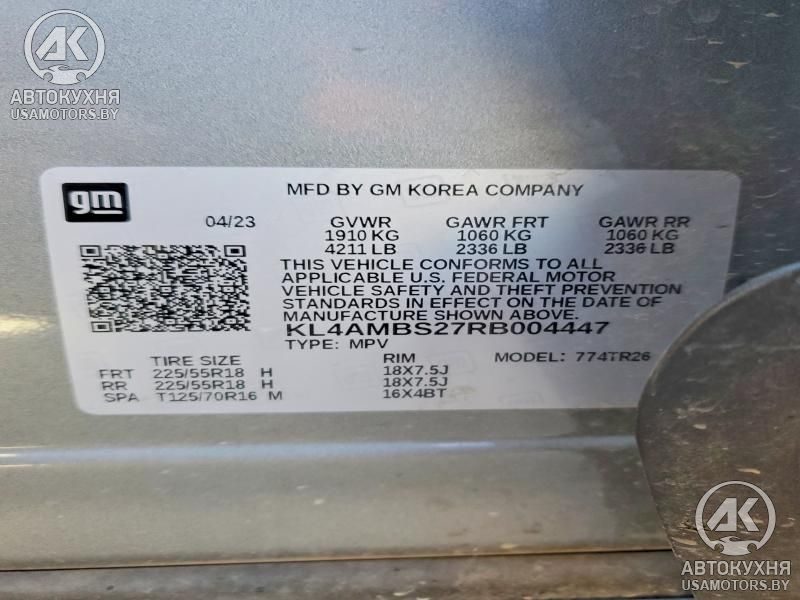 АК
АВТОКУХНЯ
USAMOTORS.BY
gm
MFD BY GM KOREA COMPANY
04/23 GVWR GAWR FRT GAWR RR
1910 KG 1060 KG 1060 KG
4211 LB 2336 LB 2336 LB
THIS VEHICLE CONFORMS TO ALL
APPLICABLE U.S. FEDERAL MOTOR
VEHICLE SAFETY AND THEFT PREVENTION
STANDARDS IN EFFECT ON THE DATE OF
MANUFACTURE SHOWN ABOVE.
KL4AMBS27RB004447
TYPE: MPV MODEL: 774TR26
TIRE SIZE RIM
FRT 225/55R18 H 18X7.5J
RR 225/55R18 H 18X7.5J
SPA T125/70R16 M 16X4BT
АК
АВТОКУХНЯ
USAMOTORS.BY